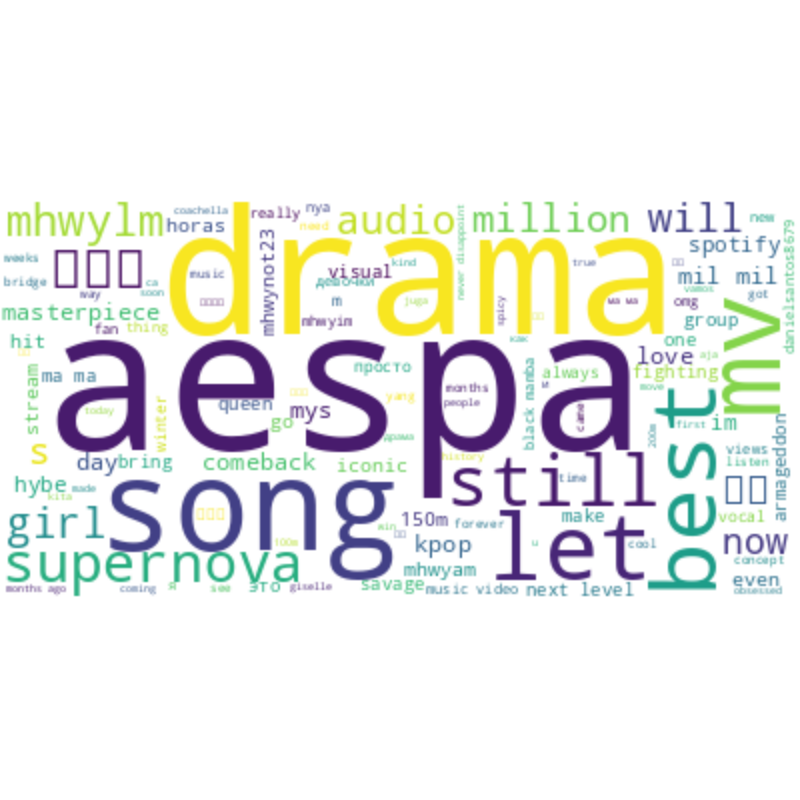 coachella
really
nya
mhwylm
horas
need
audio
million
will
new
drama
spotify
weeks
music
visual
kind
true
mil mil
bridge
way
ca
soon
mhwynot23
девочки
m
juga
never disappoint
vamos
got
masterpiece
mhwyim
spicy
ма ма
omg
group
danielsantos8679
hit
fan
thing
как
one
mv
aespa
love
aja
stream
ma ma
просто
months
always
fighting
move
today
winter
queen
go
mys
yang
people
black mamba
и
came
best
first
im
s
day
bring
comeback
iconic
драма
history
still
time
200m
views
listen
armageddon
hybe
kita
made
song
let
make
vocal
girl
150m
forever
100m
min
kpop
u
cool
now
supernova
mhwyam
concept
months ago
coming
я
see
это
giselle
savage
music video
next level
even
obsessed